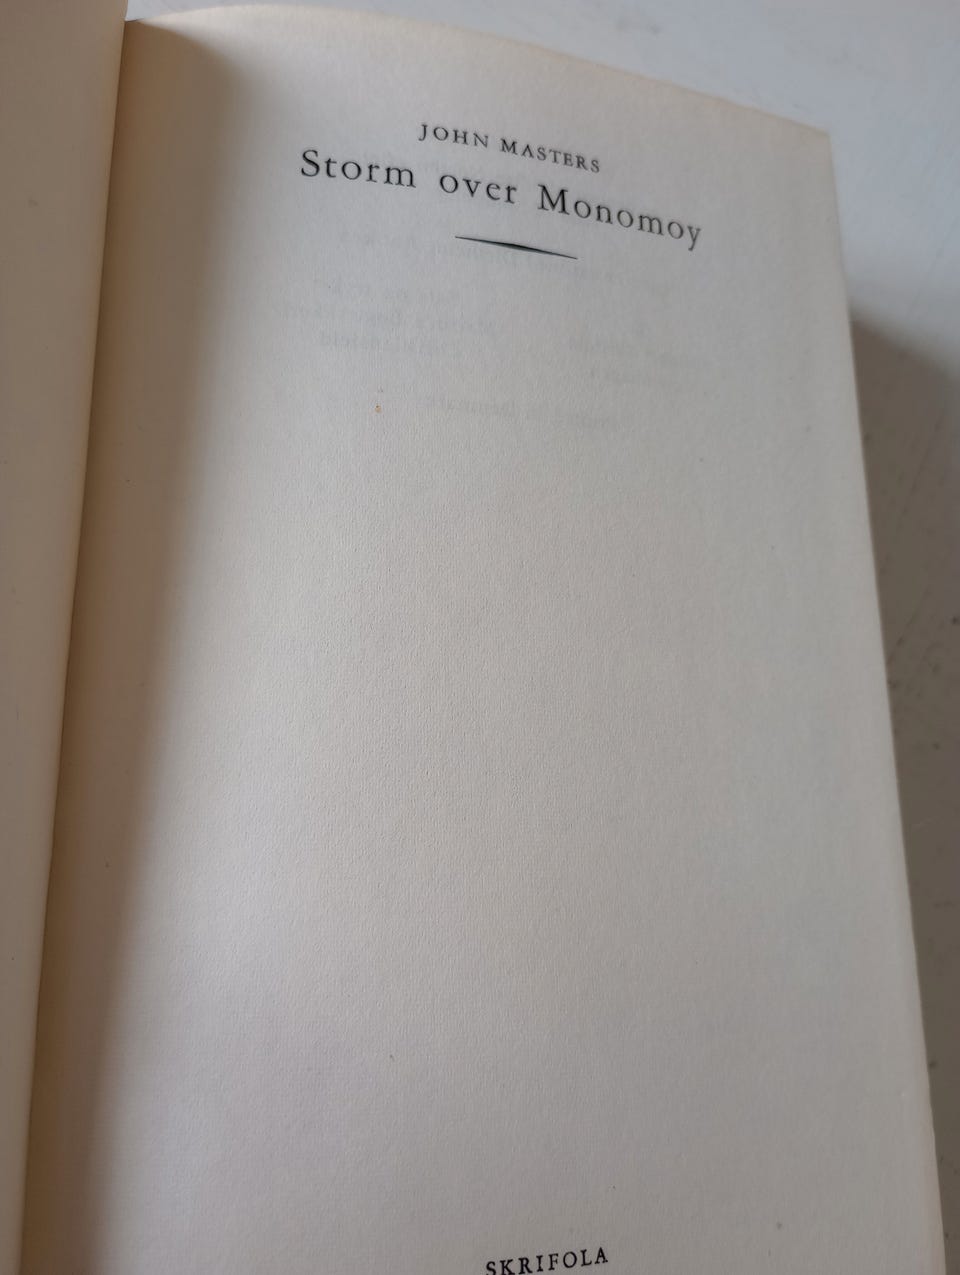 JOHN MASTERS
Storm over Monomoy
SKRIFOLA